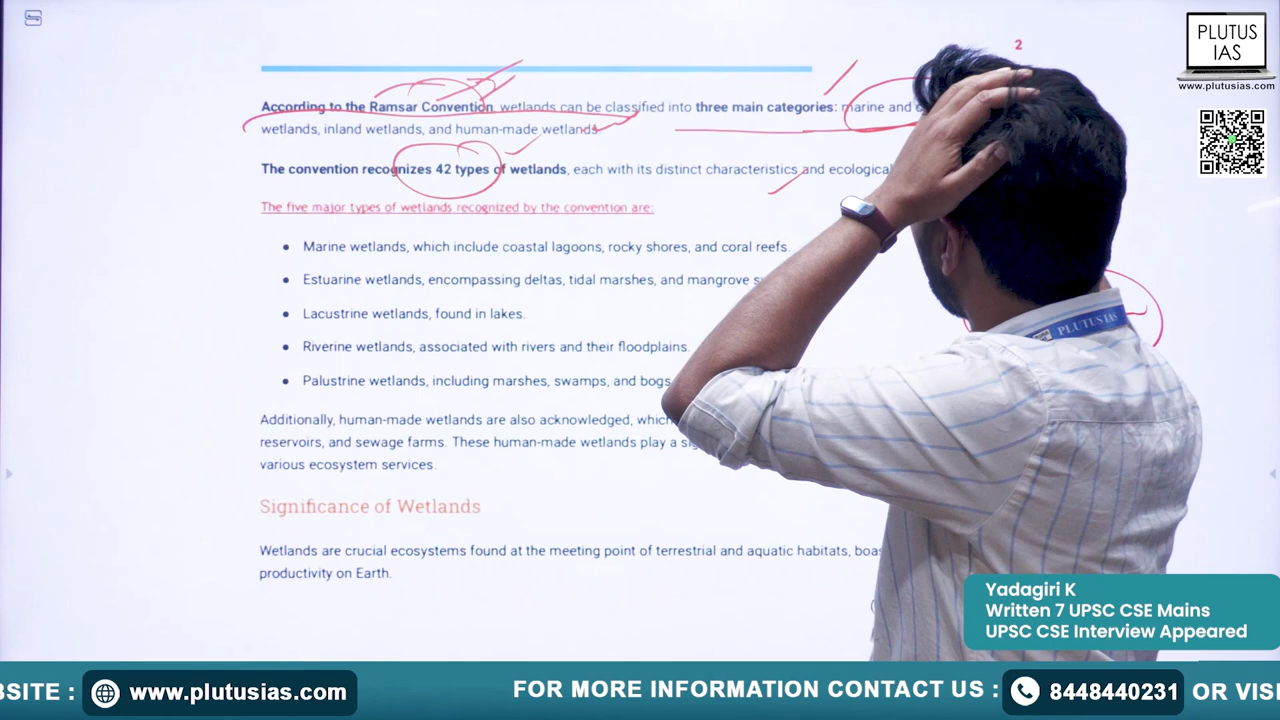 2
PLUTUS
IAS
www.plutusias.com
According to the Ramsar Convention, wetlands can be classified into three main categories: marine and
wetlands, inland wetlands, and human-made wetlands
The convention recognizes 42 types of wetlands, each with its distinct characteristics and ecological
The five major types of wetlands recognized by the convention are:
● Marine wetlands, which include coastal lagoons, rocky shores, and coral reefs.
● Estuarine wetlands, encompassing deltas, tidal marshes, and mangrove
● Lacustrine wetlands, found in lakes.
● Riverine wetlands, associated with rivers and their floodplains.
● Palustrine wetlands, including marshes, swamps, and bogs
PLUTUS IAS
Additionally, human-made wetlands are also acknowledged,
reservoirs, and sewage farms. These human-made wetlands play a
various ecosystem services.
Significance of Wetlands
Wetlands are crucial ecosystems found at the meeting point of terrestrial and aquatic habitats,
productivity on Earth.
Yadagiri K
Written 7 UPSC CSE Mains
UPSC CSE Interview Appeared
www.plutusias.com FOR MORE INFORMATION CONTACT US : 8448440231 OR